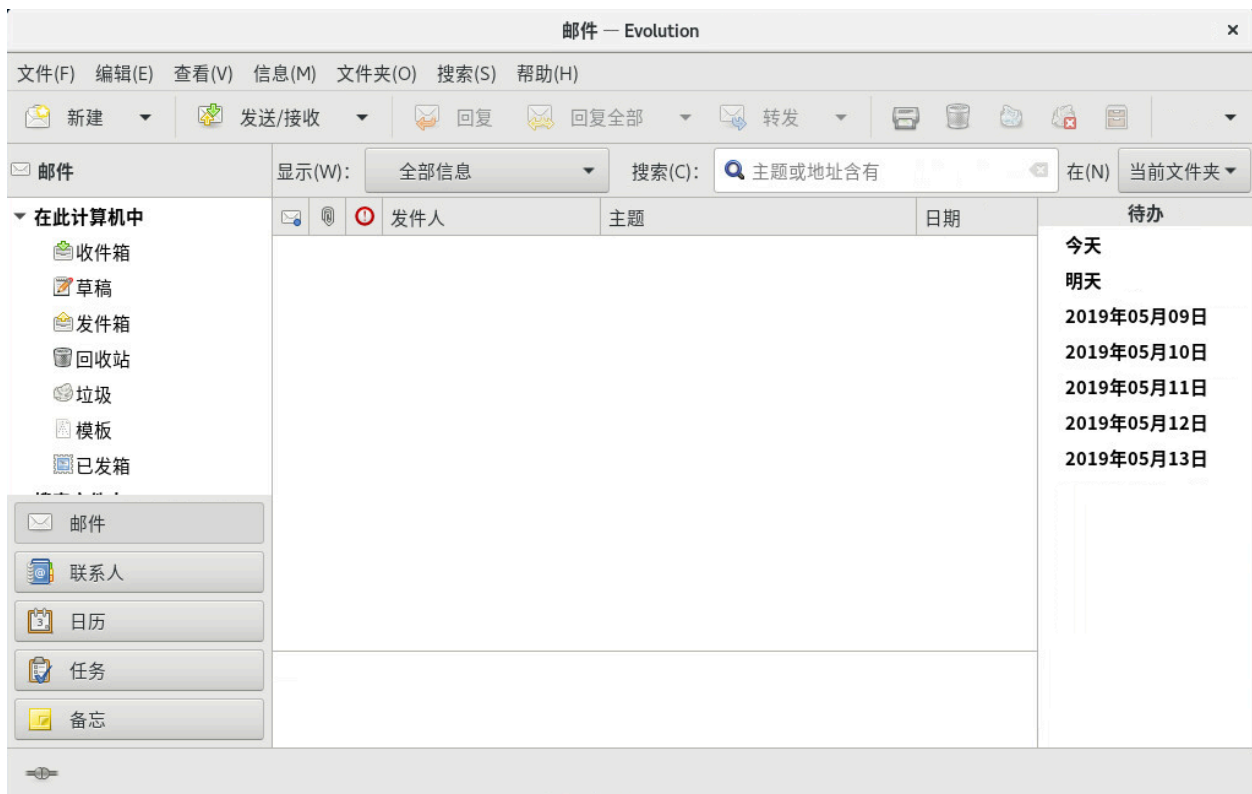 邮件 — Evolution
文件(F) 编辑(E) 查看(V) 信息(M) 文件夹(O) 搜索(S) 帮助(H)
新建 发送/接收 回复 回复全部 转发
邮件 显示(W): 全部信息 搜索(C): 主题或地址含有 在(N) 当前文件夹
在此计算机中
收件箱
草稿
发件箱
回收站
垃圾
模板
已发箱
邮件
联系人
日历
任务
备忘
发件人 主题 日期
待办
今天
明天
2019年05月09日
2019年05月10日
2019年05月11日
2019年05月12日
2019年05月13日